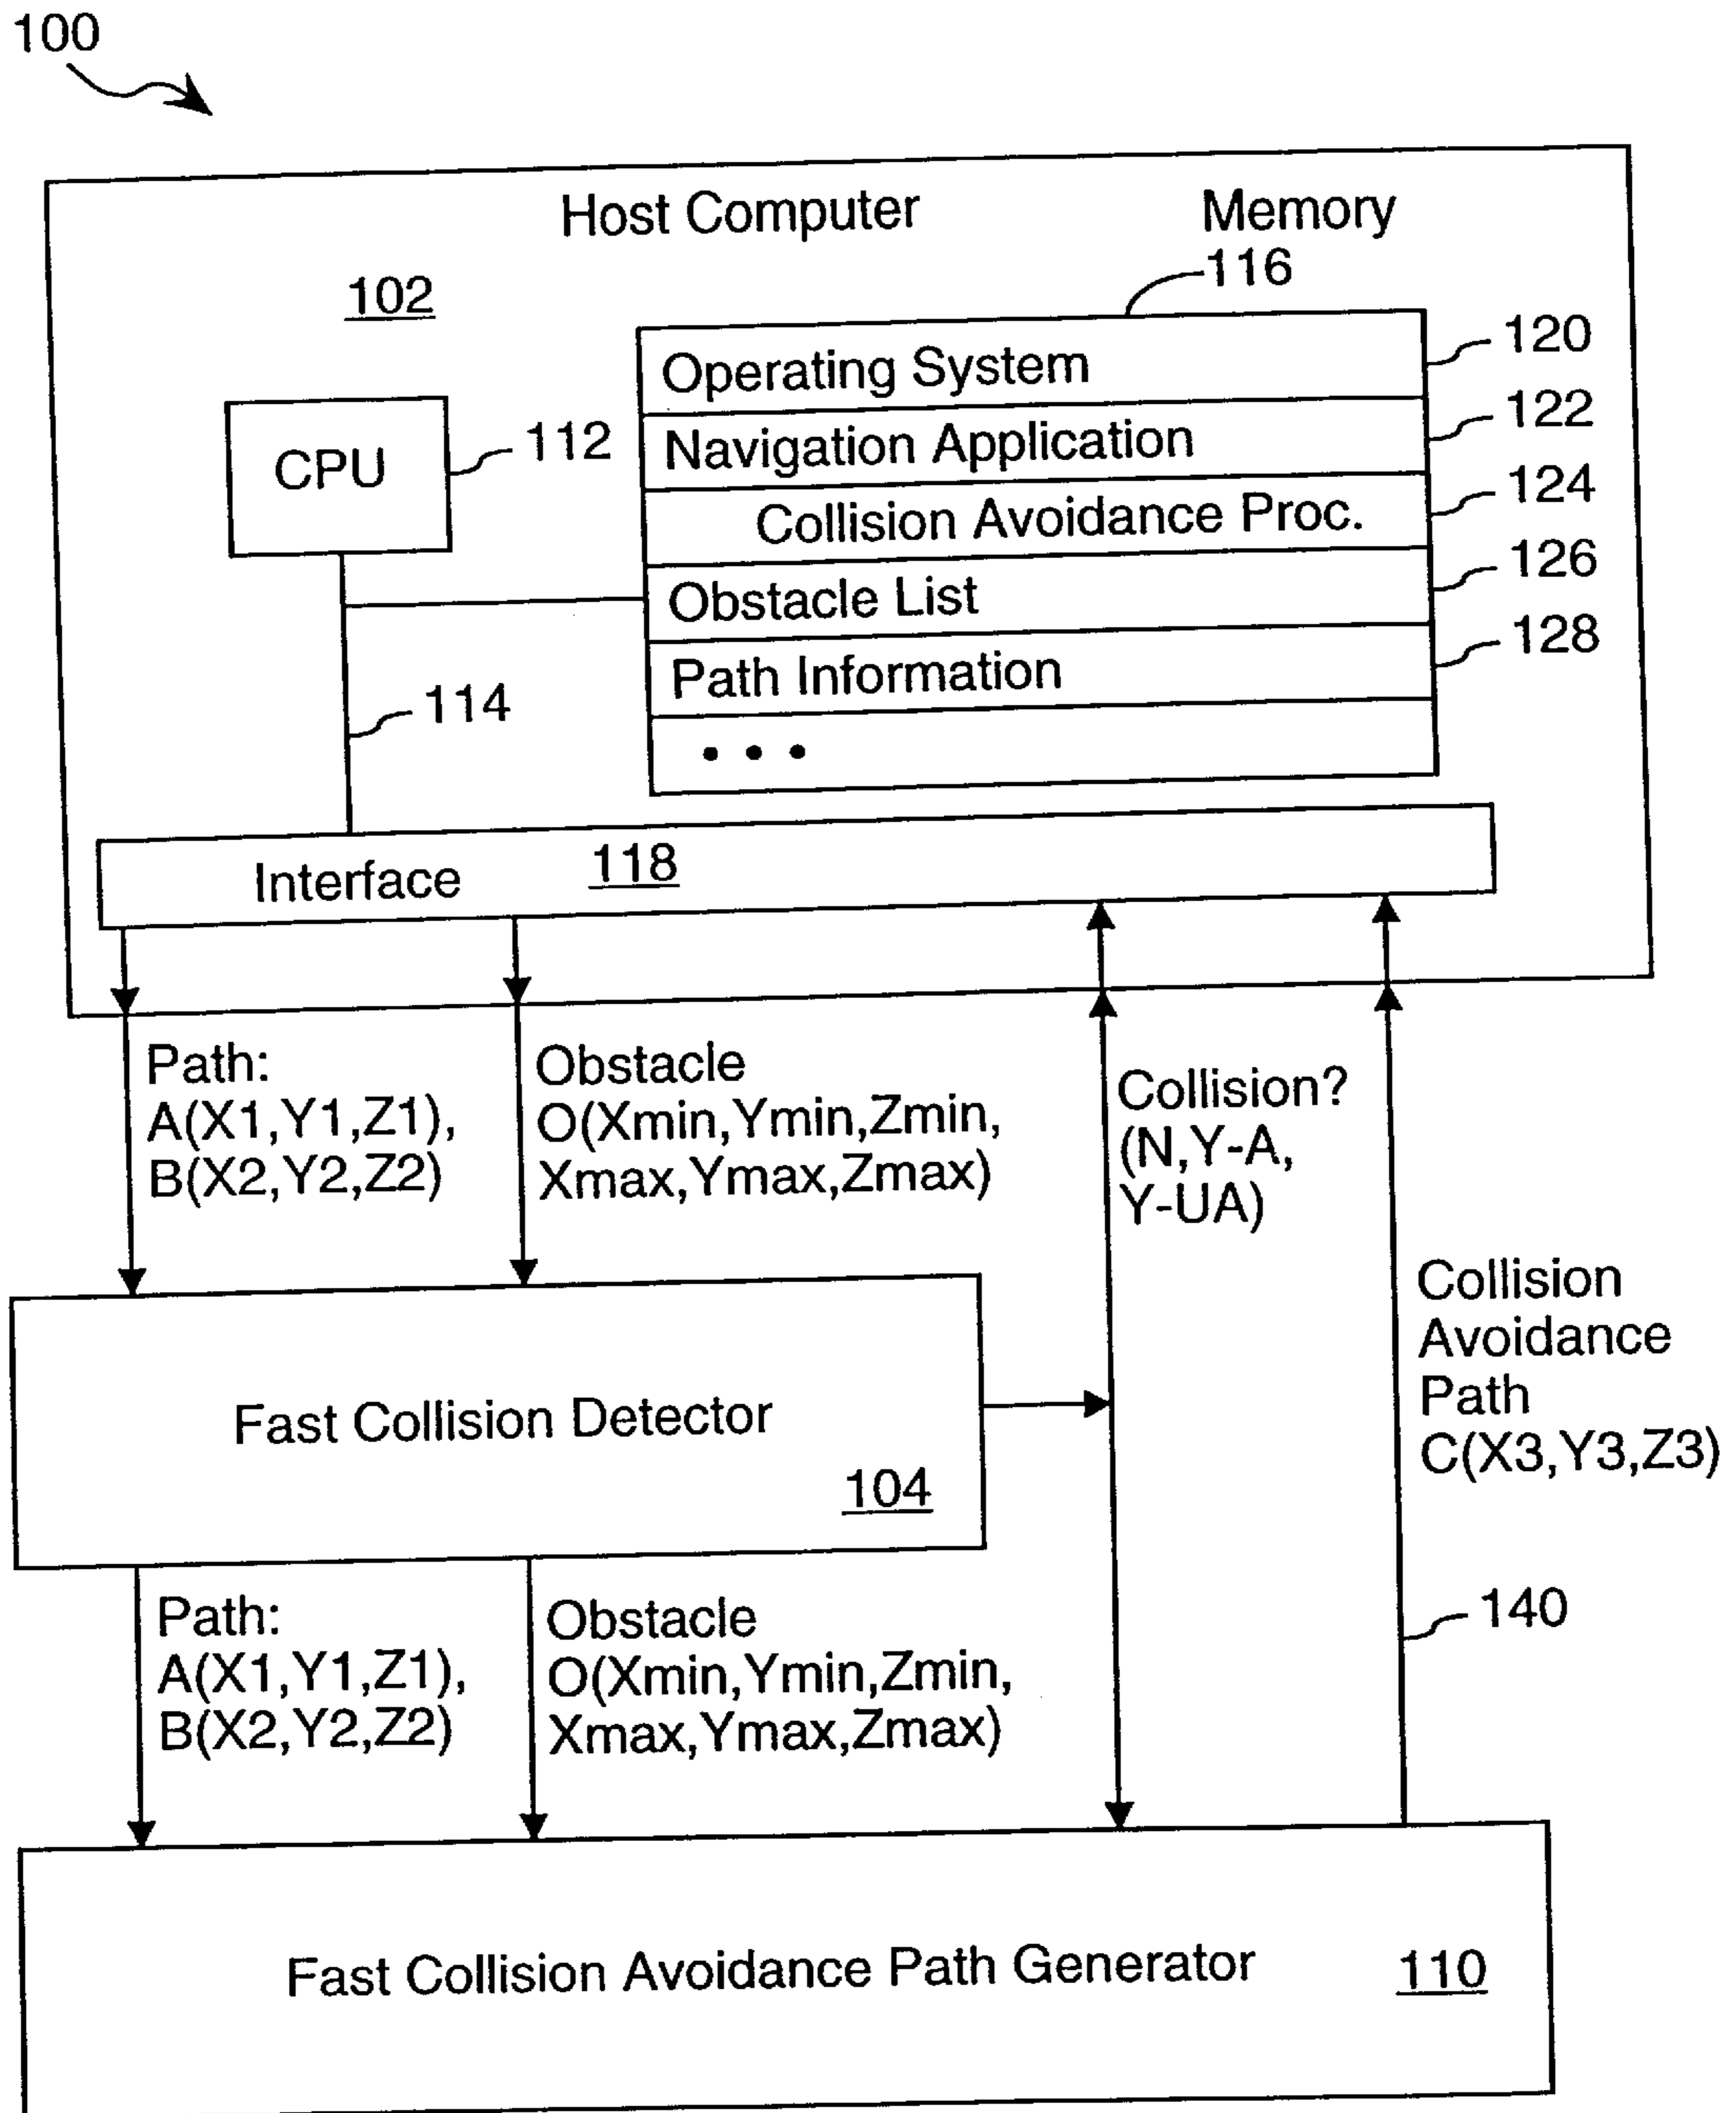 100
Host Computer
Memory
116
102
Operating System
120
Navigation Application
122
CPU
112
Collision Avoidance Proc.
124
Obstacle List
126
Path Information
128
114
• • •
Interface
118
Path:
A(X1,Y1,Z1),
B(X2,Y2,Z2)
Obstacle
O(Xmin,Ymin,Zmin,
Xmax,Ymax,Zmax)
Collision?
(N,Y-A,
Y-UA)
Collision
Avoidance
Path
C(X3,Y3,Z3)
Fast Collision Detector
104
Path:
A(X1,Y1,Z1),
B(X2,Y2,Z2)
Obstacle
O(Xmin,Ymin,Zmin,
Xmax,Ymax,Zmax)
140
Fast Collision Avoidance Path Generator
110